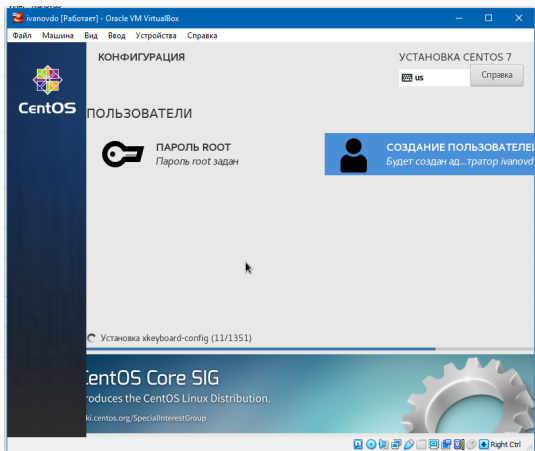 ivanovdo [Работает] - Oracle VM VirtualBox
Файл Машина Вид Ввод Устройства Справка
КОНФИГУРАЦИЯ
УСТАНОВКА CENTOS 7
us
Справка
CentOS
ПОЛЬЗОВАТЕЛИ
ПАРОЛЬ ROOT
Пароль root задан
СОЗДАНИЕ ПОЛЬЗОВАТЕЛЕ
Будет создан ад...тратор ivanovd
Установка xkeyboard-config (11/1351)
CentOS Core SIG
roduces the CentOS Linux Distribution.
ki.centos.org/SpecialInterestGroup
Right Ctrl